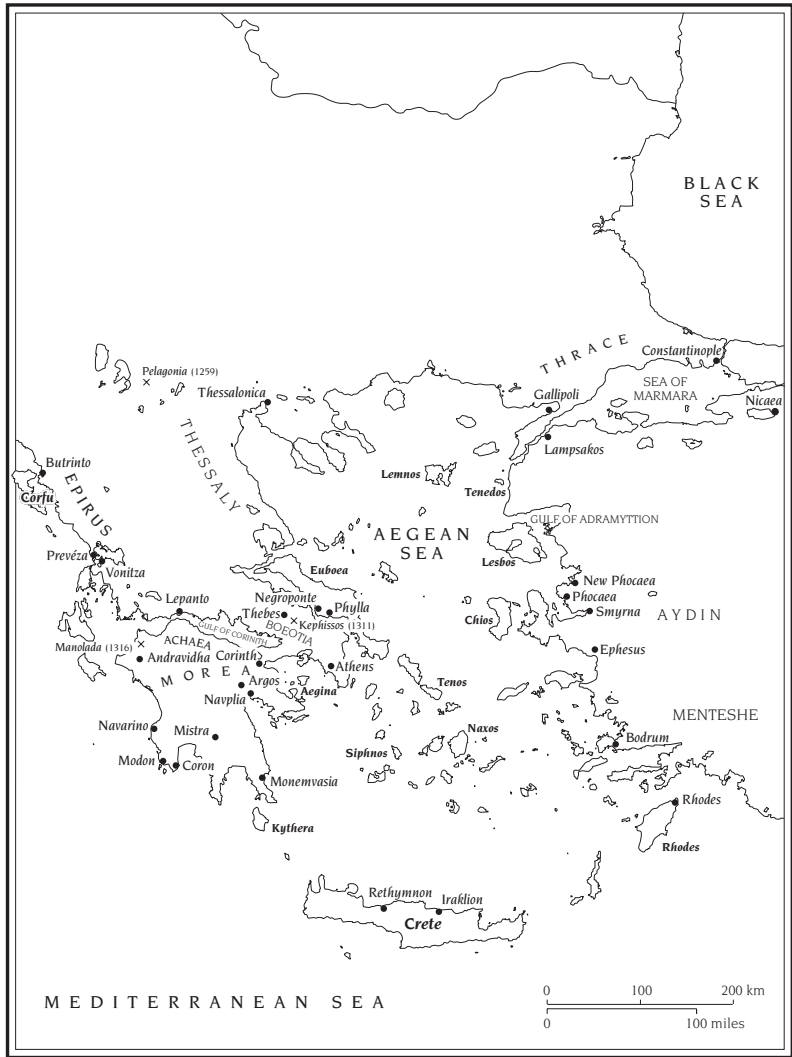 BLACK
SEA
THRACE
Constantinople
Pelagonia (1259)
SEA OF
MARMARA
Thessalonica
Gallipoli
Nicaea
THESSALY
Lampsakos
Butrinto
Lemnos
Corfu
EPIRUS
Tenedos
GULF OF ADRAMYTTION
AEGEAN
SEA
Prevéza
Lesbos
Vonitza
Euboea
New Phocaea
Phocaea
Lepanto
Negroponte
Phylla
Smyrna
Thebes
Kephissos (1311)
Chios
AYDIN
GULF OF CORINTH
BOEOTIA
Manolada (1316)
ACHAEA
Andravidha
Corinth
Ephesus
Athens
MOREA
Argos
Tenos
Aegina
Navplia
MENTESHE
Navarino
Mistra
Naxos
Bodrum
Siphnos
Modon
Coron
Monemvasia
Rhodes
Kythera
Rhodes
Rethymnon
Iraklion
Crete
MEDITERRANEAN SEA
0 100 200 km
0 100 miles